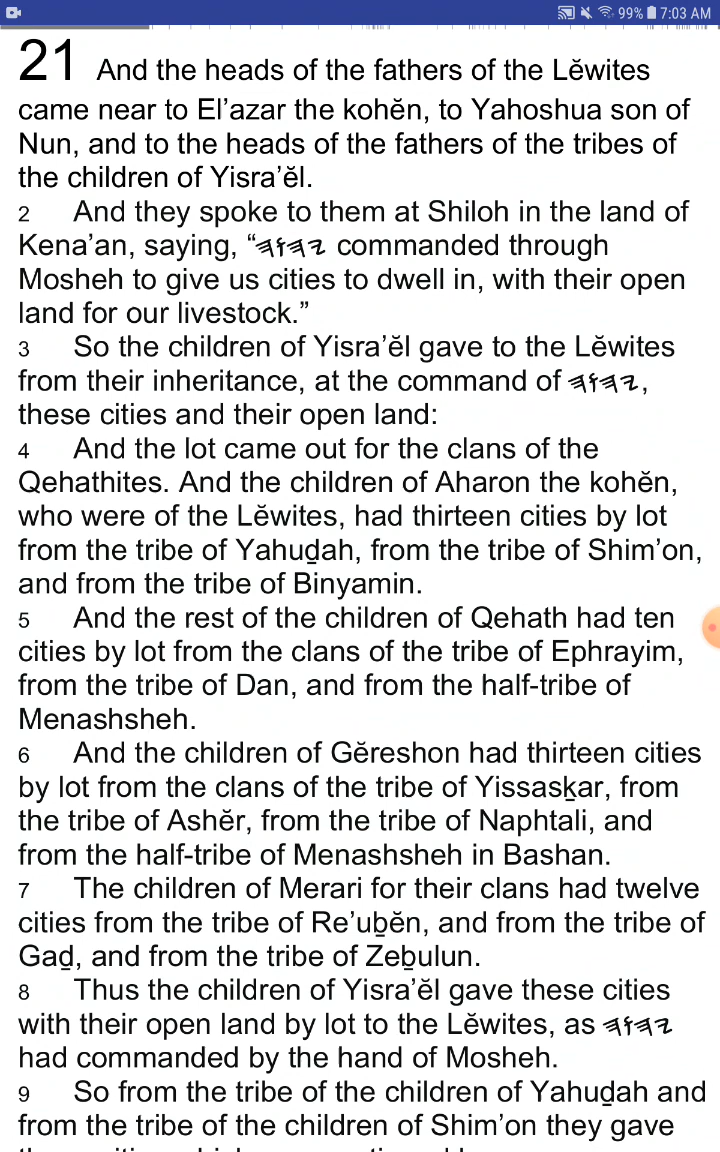 99% 7:03 AM
21 And the heads of the fathers of the Lĕwites
came near to El’azar the kohĕn, to Yahoshua son of
Nun, and to the heads of the fathers of the tribes of
the children of Yisra’ĕl.
2 And they spoke to them at Shiloh in the land of
Kena’an, saying, “𐤉𐤄𐤅𐤄 commanded through
Mosheh to give us cities to dwell in, with their open
land for our livestock.”
3 So the children of Yisra’ĕl gave to the Lĕwites
from their inheritance, at the command of 𐤉𐤄𐤅𐤄,
these cities and their open land:
4 And the lot came out for the clans of the
Qehathites. And the children of Aharon the kohĕn,
who were of the Lĕwites, had thirteen cities by lot
from the tribe of Yahuḏah, from the tribe of Shim’on,
and from the tribe of Binyamin.
5 And the rest of the children of Qehath had ten
cities by lot from the clans of the tribe of Ephrayim,
from the tribe of Dan, and from the half-tribe of
Menashsheh.
6 And the children of Gĕreshon had thirteen cities
by lot from the clans of the tribe of Yissasḵar, from
the tribe of Ashĕr, from the tribe of Naphtali, and
from the half-tribe of Menashsheh in Bashan.
7 The children of Merari for their clans had twelve
cities from the tribe of Re’uḇĕn, and from the tribe of
Gaḏ, and from the tribe of Zeḇulun.
8 Thus the children of Yisra’ĕl gave these cities
with their open land by lot to the Lĕwites, as 𐤉𐤄𐤅𐤄
had commanded by the hand of Mosheh.
9 So from the tribe of the children of Yahuḏah and
from the tribe of the children of Shim’on they gave